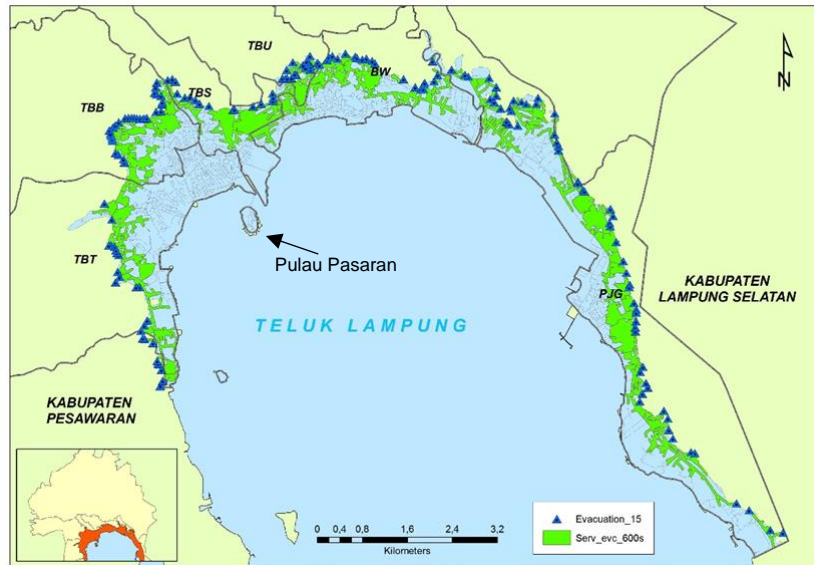 TBU
BW
TBS
TBB
N
Pulau Pasaran
TBT
PJG
KABUPATEN
LAMPUNG SELATAN
TELUK LAMPUNG
KABUPATEN
PESAWARAN
0 0,4 0,8 1,6 2,4 3,2
Kilometers
Evacuation_15
Serv_evc_600s